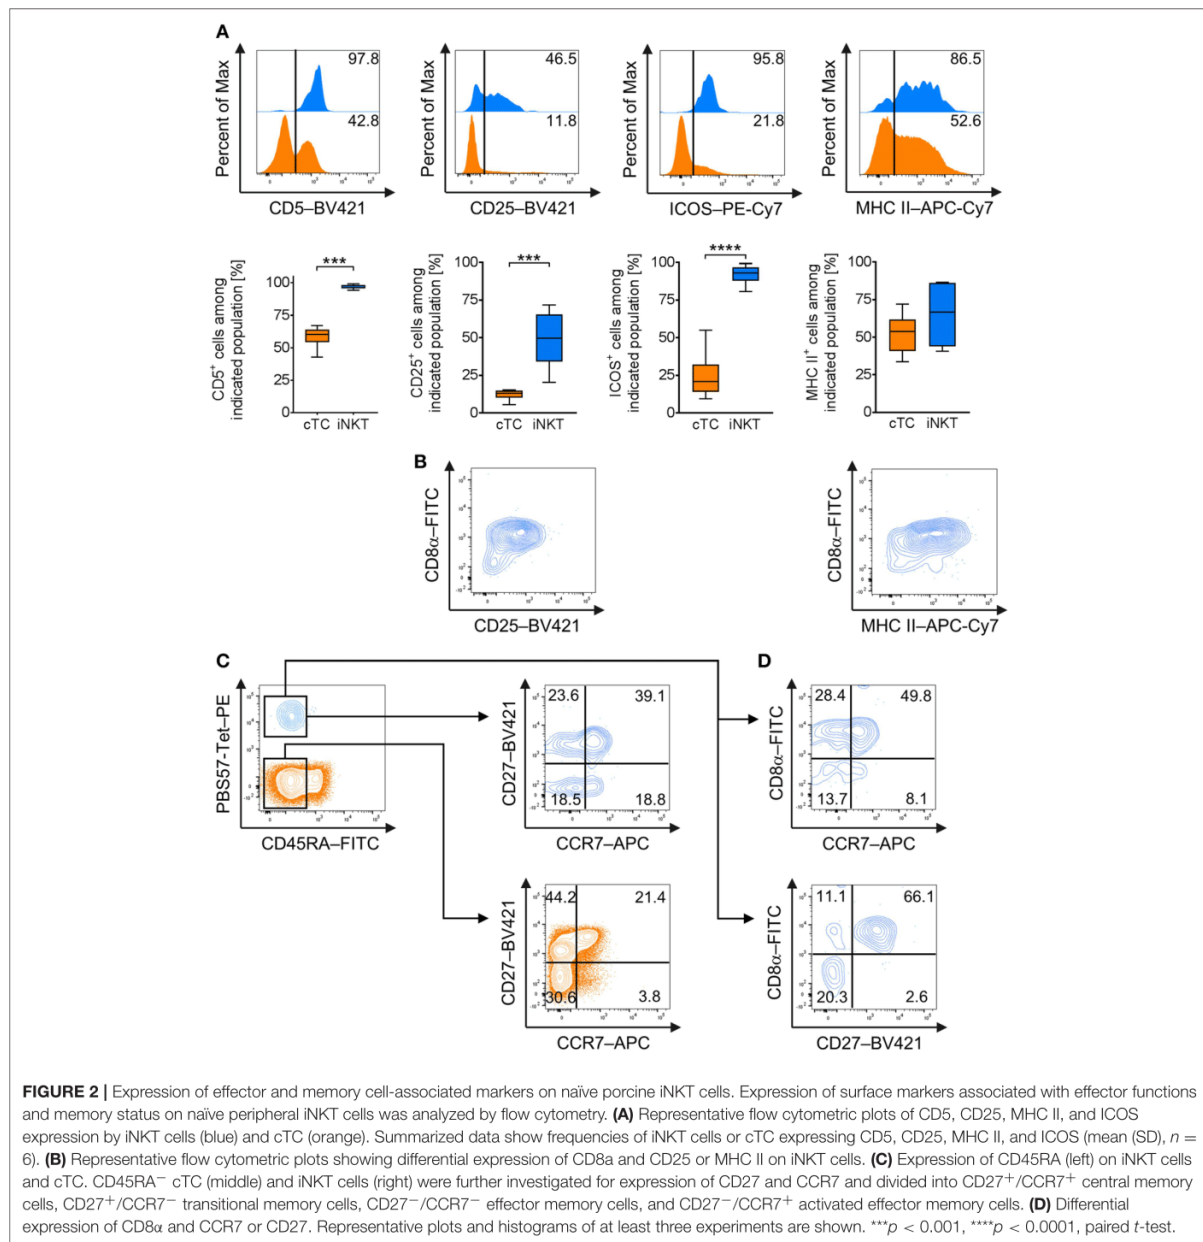 A
Percent of Max
97.8
42.8
CD5–BV421
Percent of Max
46.5
11.8
CD25–BV421
Percent of Max
95.8
21.8
ICOS–PE-Cy7
Percent of Max
86.5
52.6
MHC II–APC-Cy7
CD5+ cells among
indicated population [%]
***
100
75
50
25
0
cTC iNKT
CD25+ cells among
indicated population [%]
***
100
75
50
25
0
cTC iNKT
ICOS+ cells among
indicated population [%]
****
100
75
50
25
0
cTC iNKT
MHC II+ cells among
indicated population [%]
100
75
50
25
0
cTC iNKT
B
CD8α–FITC
CD25–BV421
CD8α–FITC
MHC II–APC-Cy7
C
PBS57-Tet–PE
CD45RA–FITC
CD27–BV421
23.6 39.1
18.5 18.8
CCR7–APC
CD27–BV421
44.2 21.4
30.6 3.8
CCR7–APC
D
CD8α–FITC
28.4 49.8
13.7 8.1
CCR7–APC
CD8α–FITC
11.1 66.1
20.3 2.6
CD27–BV421
FIGURE 2 | Expression of effector and memory cell-associated markers on naïve porcine iNKT cells. Expression of surface markers associated with effector functions
and memory status on naïve peripheral iNKT cells was analyzed by flow cytometry. (A) Representative flow cytometric plots of CD5, CD25, MHC II, and ICOS
expression by iNKT cells (blue) and cTC (orange). Summarized data show frequencies of iNKT cells or cTC expressing CD5, CD25, MHC II, and ICOS (mean (SD), n =
6). (B) Representative flow cytometric plots showing differential expression of CD8a and CD25 or MHC II on iNKT cells. (C) Expression of CD45RA (left) on iNKT cells
and cTC. CD45RA− cTC (middle) and iNKT cells (right) were further investigated for expression of CD27 and CCR7 and divided into CD27+/CCR7+ central memory
cells, CD27+/CCR7− transitional memory cells, CD27−/CCR7− effector memory cells, and CD27−/CCR7+ activated effector memory cells. (D) Differential
expression of CD8α and CCR7 or CD27. Representative plots and histograms of at least three experiments are shown. ***p < 0.001, ****p < 0.0001, paired t-test.